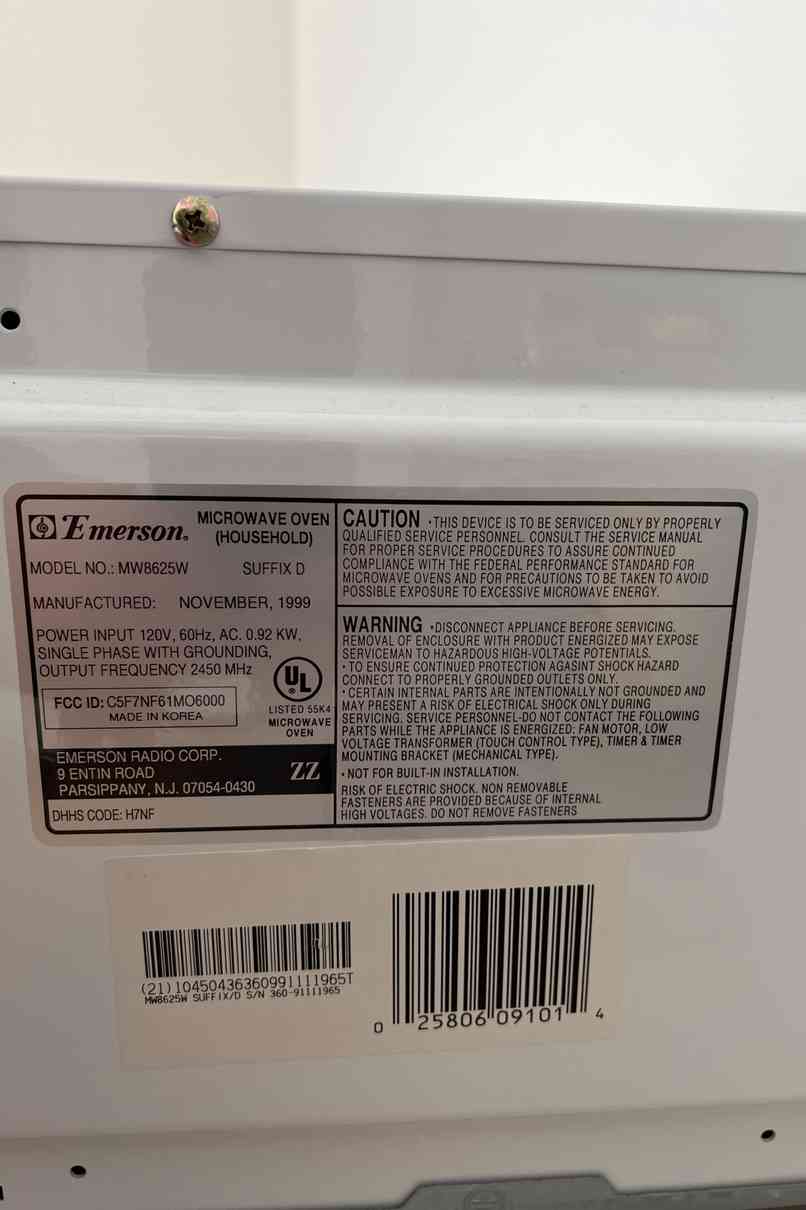 Emerson®
MICROWAVE OVEN
(HOUSEHOLD)
MODEL NO.: MW8625W SUFFIX D
MANUFACTURED: NOVEMBER, 1999
POWER INPUT 120V, 60Hz, AC. 0.92 KW,
SINGLE PHASE WITH GROUNDING,
OUTPUT FREQUENCY 2450 MHz
FCC ID: C5F7NF61MO6000
MADE IN KOREA
UL
LISTED 55K4
MICROWAVE
OVEN
EMERSON RADIO CORP.
9 ENTIN ROAD
PARSIPPANY, N.J. 07054-0430
ZZ
DHHS CODE: H7NF
CAUTION ·THIS DEVICE IS TO BE SERVICED ONLY BY PROPERLY
QUALIFIED SERVICE PERSONNEL. CONSULT THE SERVICE MANUAL
FOR PROPER SERVICE PROCEDURES TO ASSURE CONTINUED
COMPLIANCE WITH THE FEDERAL PERFORMANCE STANDARD FOR
MICROWAVE OVENS AND FOR PRECAUTIONS TO BE TAKEN TO AVOID
POSSIBLE EXPOSURE TO EXCESSIVE MICROWAVE ENERGY.
WARNING ·DISCONNECT APPLIANCE BEFORE SERVICING.
REMOVAL OF ENCLOSURE WITH PRODUCT ENERGIZED MAY EXPOSE
SERVICEMAN TO HAZARDOUS HIGH-VOLTAGE POTENTIALS.
· TO ENSURE CONTINUED PROTECTION AGASINT SHOCK HAZARD
CONNECT TO PROPERLY GROUNDED OUTLETS ONLY.
· CERTAIN INTERNAL PARTS ARE INTENTIONALLY NOT GROUNDED AND
MAY PRESENT A RISK OF ELECTRICAL SHOCK ONLY DURING
SERVICING. SERVICE PERSONNEL-DO NOT CONTACT THE FOLLOWING
PARTS WHILE THE APPLIANCE IS ENERGIZED: FAN MOTOR, LOW
VOLTAGE TRANSFORMER (TOUCH CONTROL TYPE), TIMER & TIMER
MOUNTING BRACKET (MECHANICAL TYPE).
· NOT FOR BUILT-IN INSTALLATION.
RISK OF ELECTRIC SHOCK. NON REMOVABLE
FASTENERS ARE PROVIDED BECAUSE OF INTERNAL
HIGH VOLTAGES. DO NOT REMOVE FASTENERS
(21)10450436360991111965T
MW8625W SUFFIX/D S/N 360-91111965
0 25806 09101 4